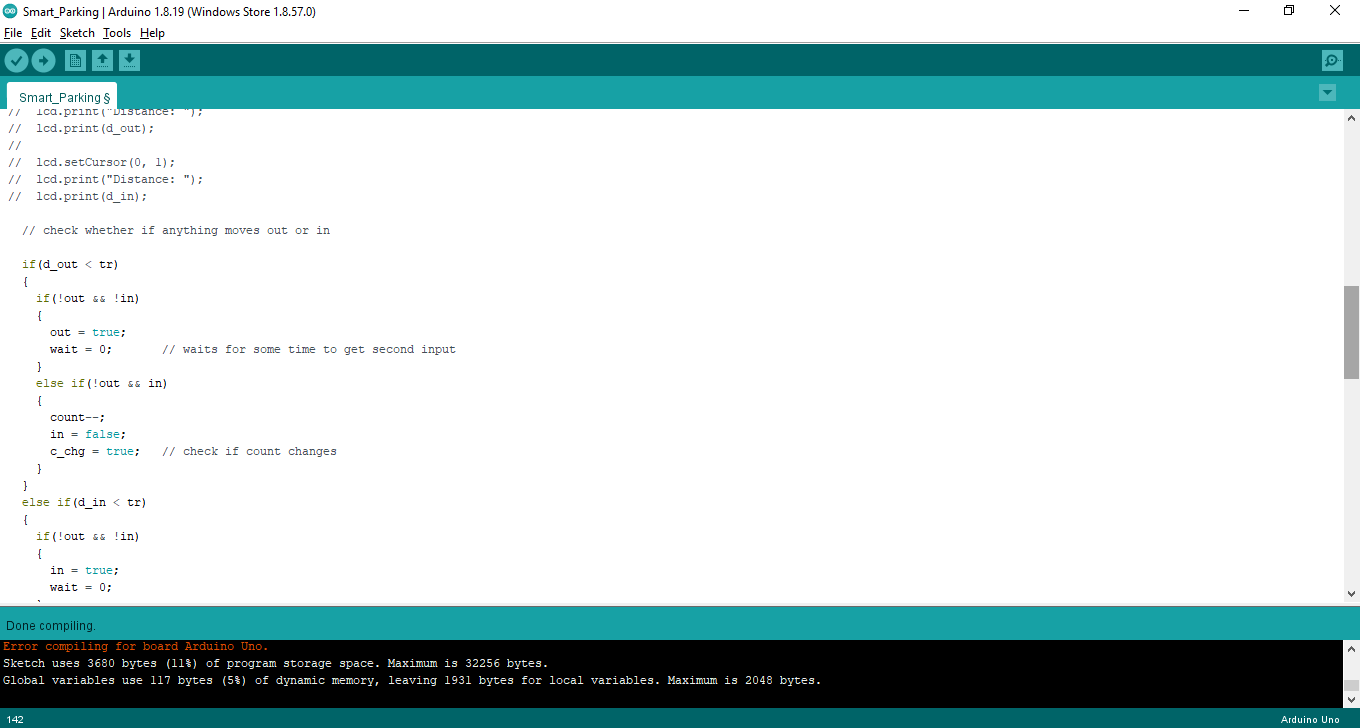 Smart_Parking | Arduino 1.8.19 (Windows Store 1.8.57.0)
File Edit Sketch Tools Help
Smart_Parking §
//  lcd.print("Distance: ");
//  lcd.print(d_out);
//
//  lcd.setCursor(0, 1);
//  lcd.print("Distance: ");
//  lcd.print(d_in);
// check whether if anything moves out or in
if(d_out < tr)
{
if(!out && !in)
{
out = true;
wait = 0;       // waits for some time to get second input
}
else if(!out && in)
{
count--;
in = false;
c_chg = true;   // check if count changes
}
}
else if(d_in < tr)
{
if(!out && !in)
{
in = true;
wait = 0;
Done compiling.
Error compiling for board Arduino Uno.
Sketch uses 3680 bytes (11%) of program storage space. Maximum is 32256 bytes.
Global variables use 117 bytes (5%) of dynamic memory, leaving 1931 bytes for local variables. Maximum is 2048 bytes.
142
Arduino Uno